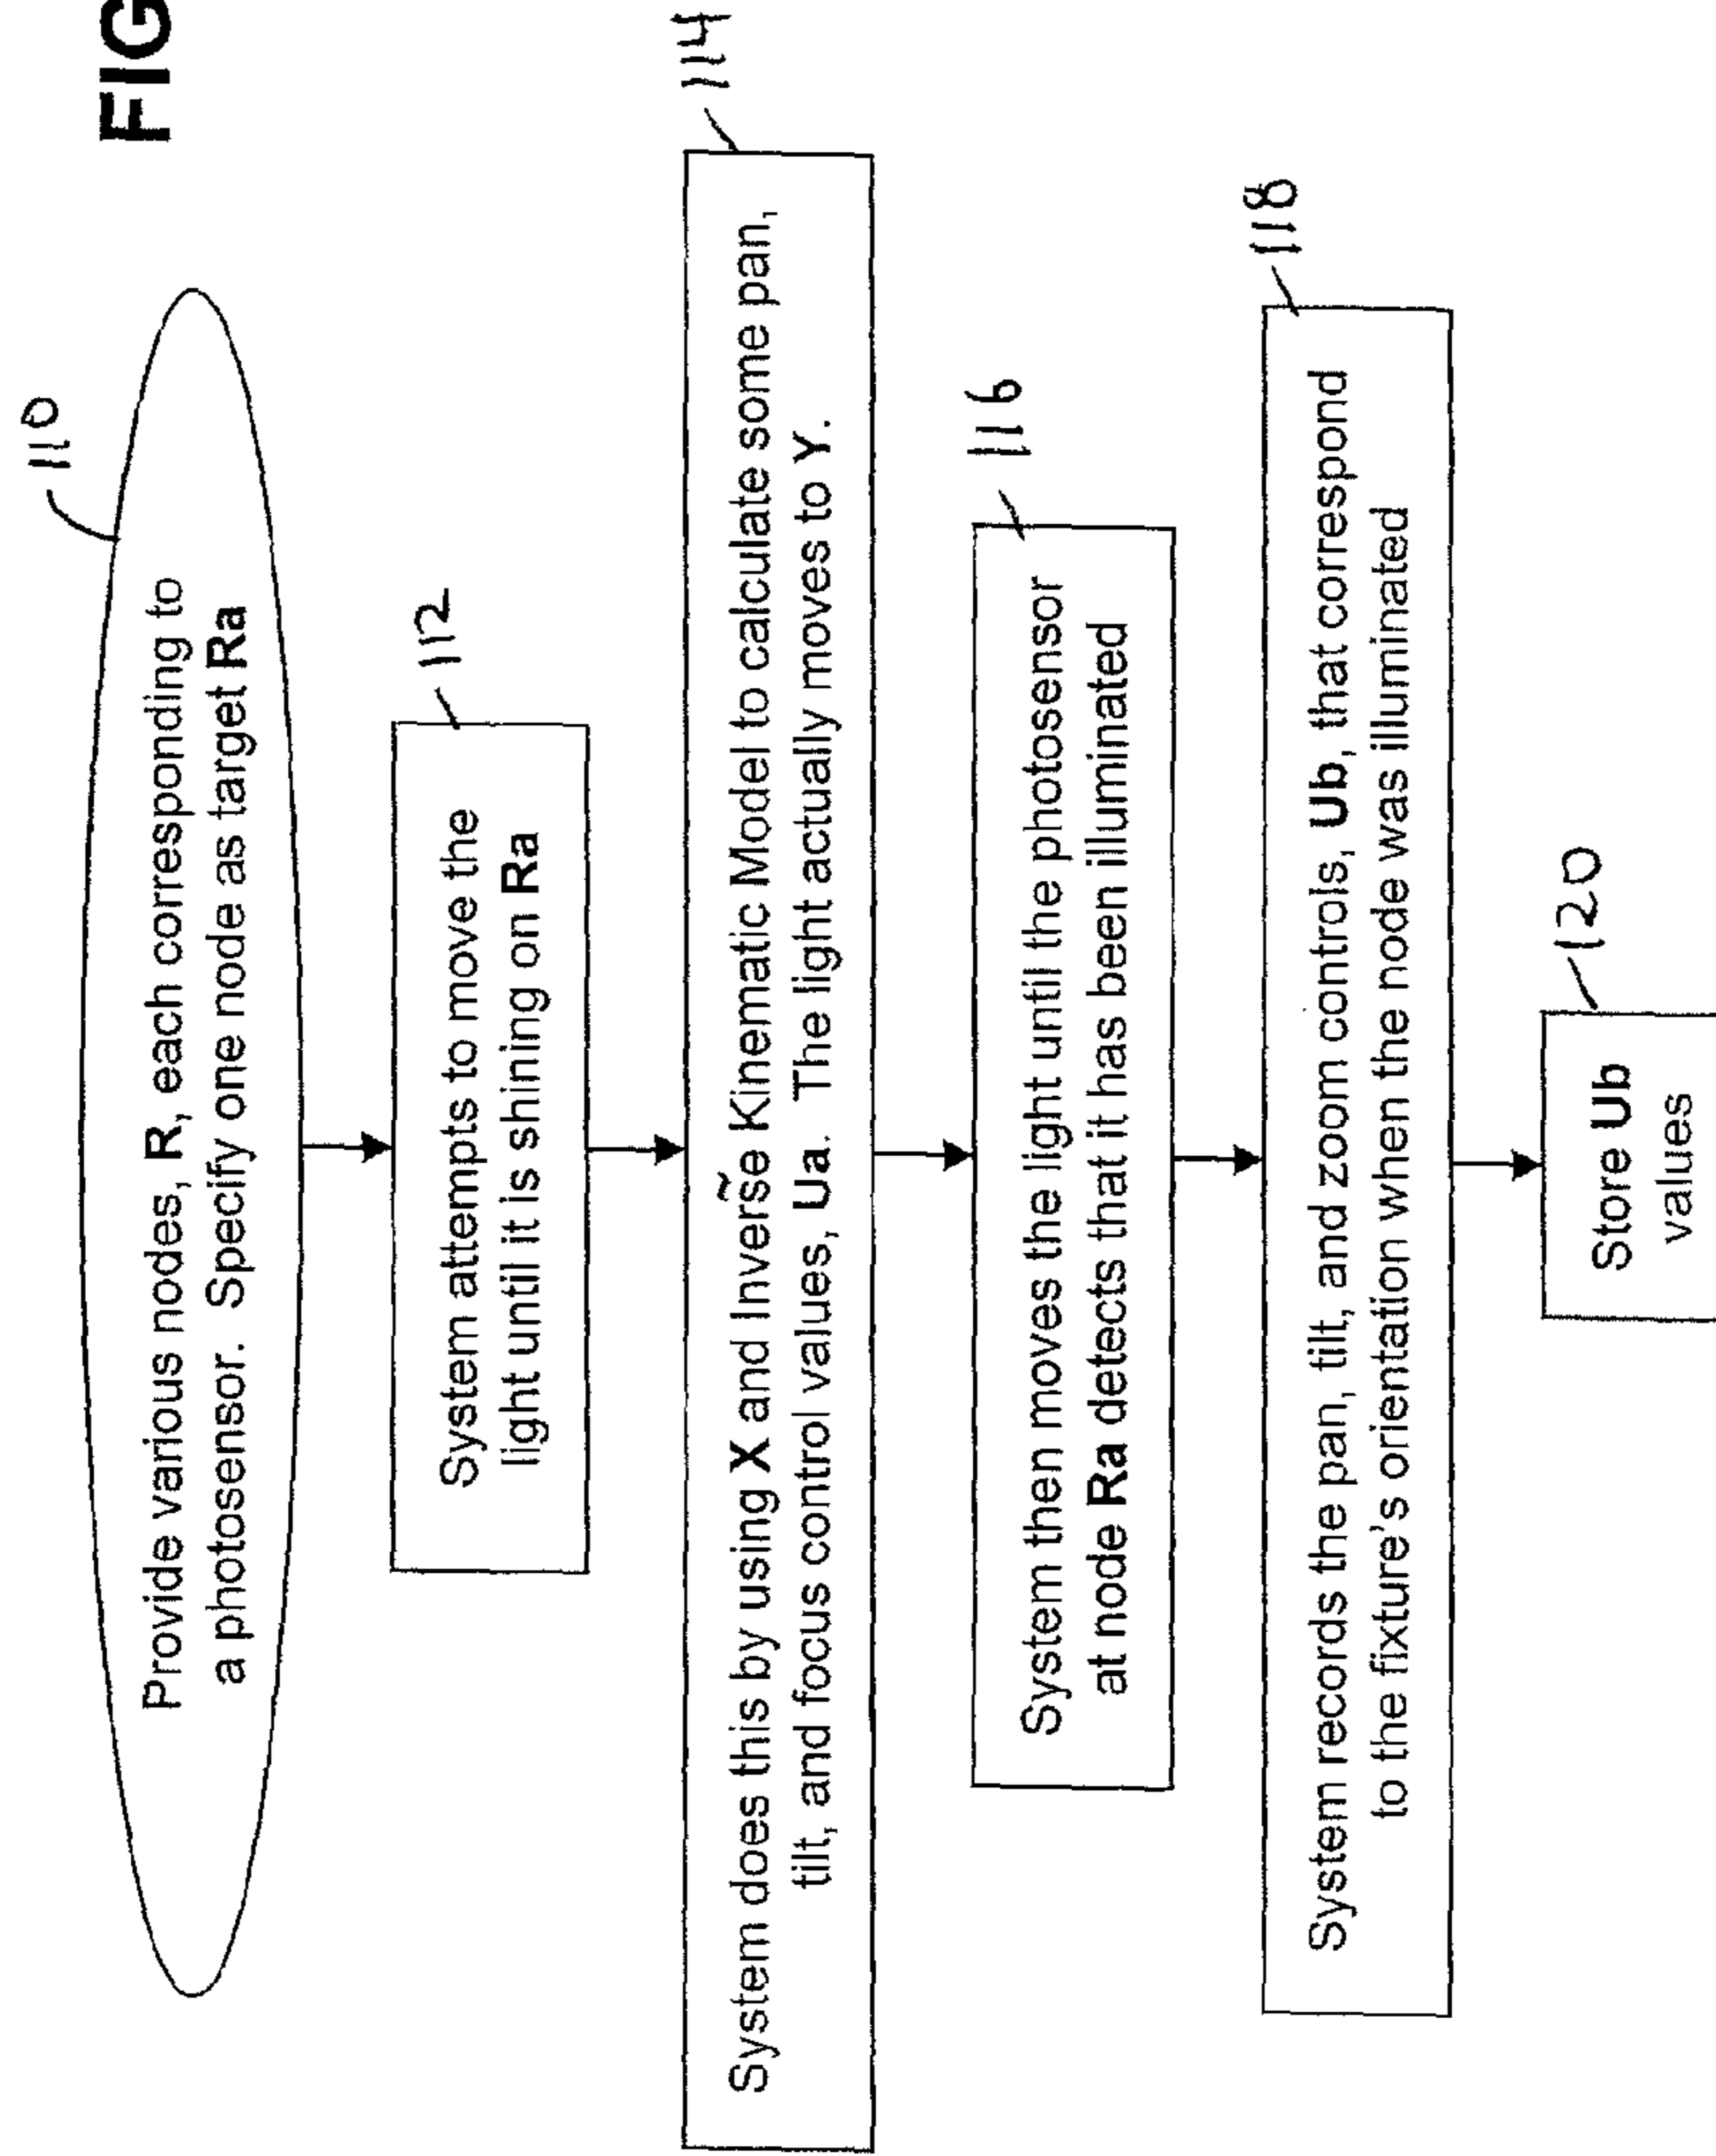 FIG
110
Provide various nodes, R, each corresponding to
a photosensor. Specify one node as target Ra
112
System attempts to move the
light until it is shining on Ra
114
System does this by using X and Inverse Kinematic Model to calculate some pan,
tilt, and focus control values, Ua. The light actually moves to Y.
116
System then moves the light until the photosensor
at node Ra detects that it has been illuminated
118
System records the pan, tilt, and zoom controls, Ub, that correspond
to the fixture's orientation when the node was illuminated
120
Store Ub
values